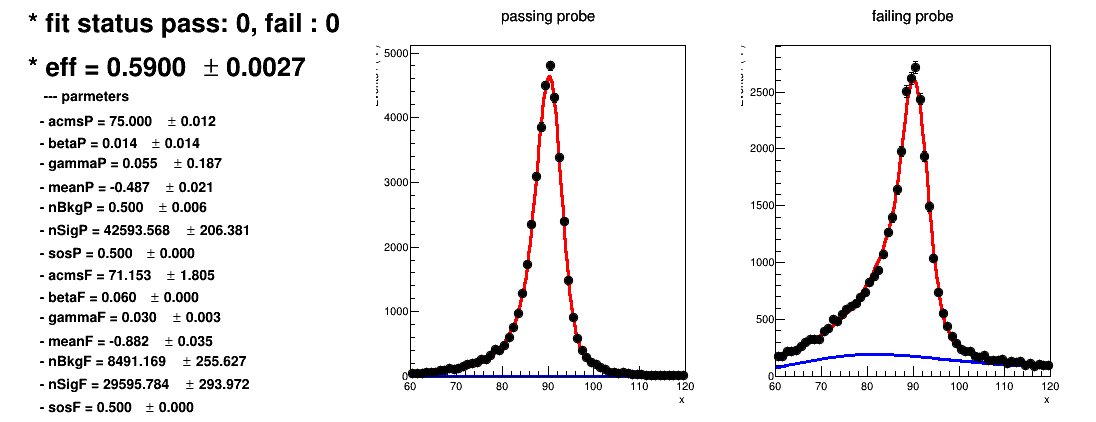 * fit status pass: 0, fail : 0
* eff = 0.5900 ± 0.0027
--- parmeters
- acmsP = 75.000 ± 0.012
- betaP = 0.014 ± 0.014
- gammaP = 0.055 ± 0.187
- meanP = -0.487 ± 0.021
- nBkgP = 0.500 ± 0.006
- nSigP = 42593.568 ± 206.381
- sosP = 0.500 ± 0.000
- acmsF = 71.153 ± 1.805
- betaF = 0.060 ± 0.000
- gammaF = 0.030 ± 0.003
- meanF = -0.882 ± 0.035
- nBkgF = 8491.169 ± 255.627
- nSigF = 29595.784 ± 293.972
- sosF = 0.500 ± 0.000
passing probe
5000
4000
3000
2000
1000
0
60 70 80 90 100 110 120
x
failing probe
2500
2000
1500
1000
500
0
60 70 80 90 100 110 120
x